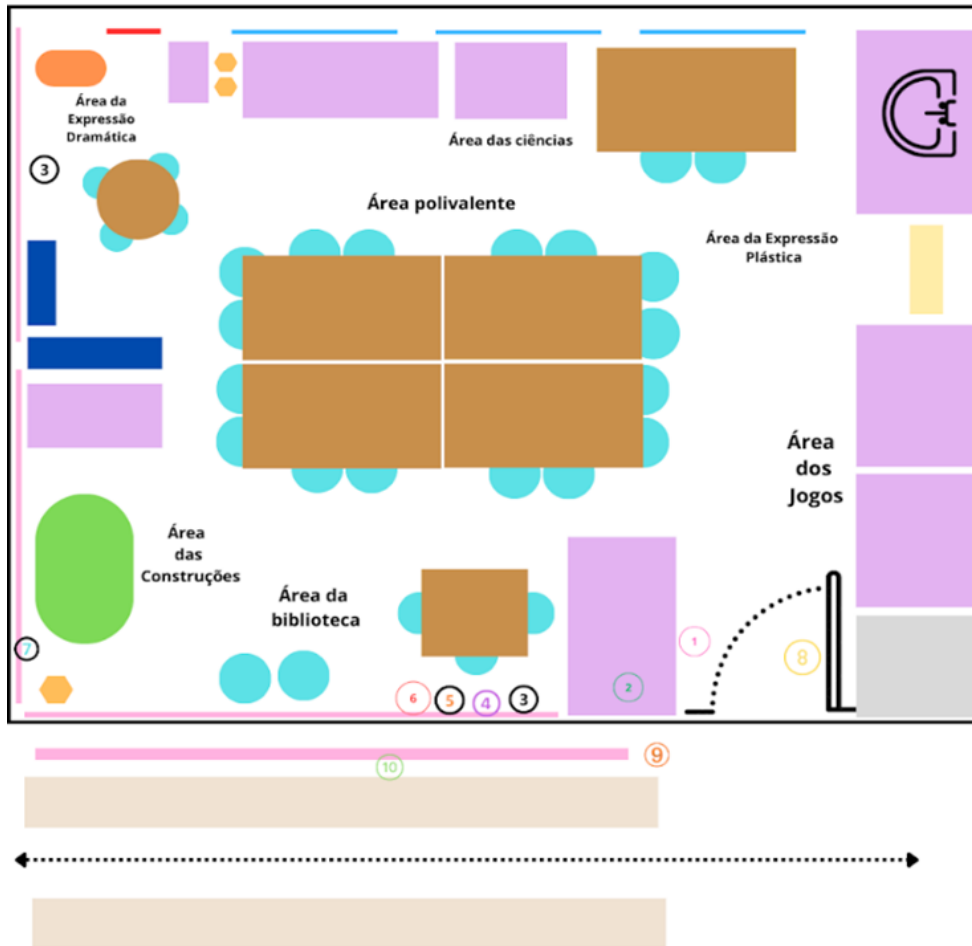 Área da
Expressão
Dramática
3
Área das ciências
Área polivalente
Área da Expressão
Plástica
Área
dos
Jogos
Área
das
Construções
Área da
biblioteca
7
1
8
2
6
5
4
3
9
10